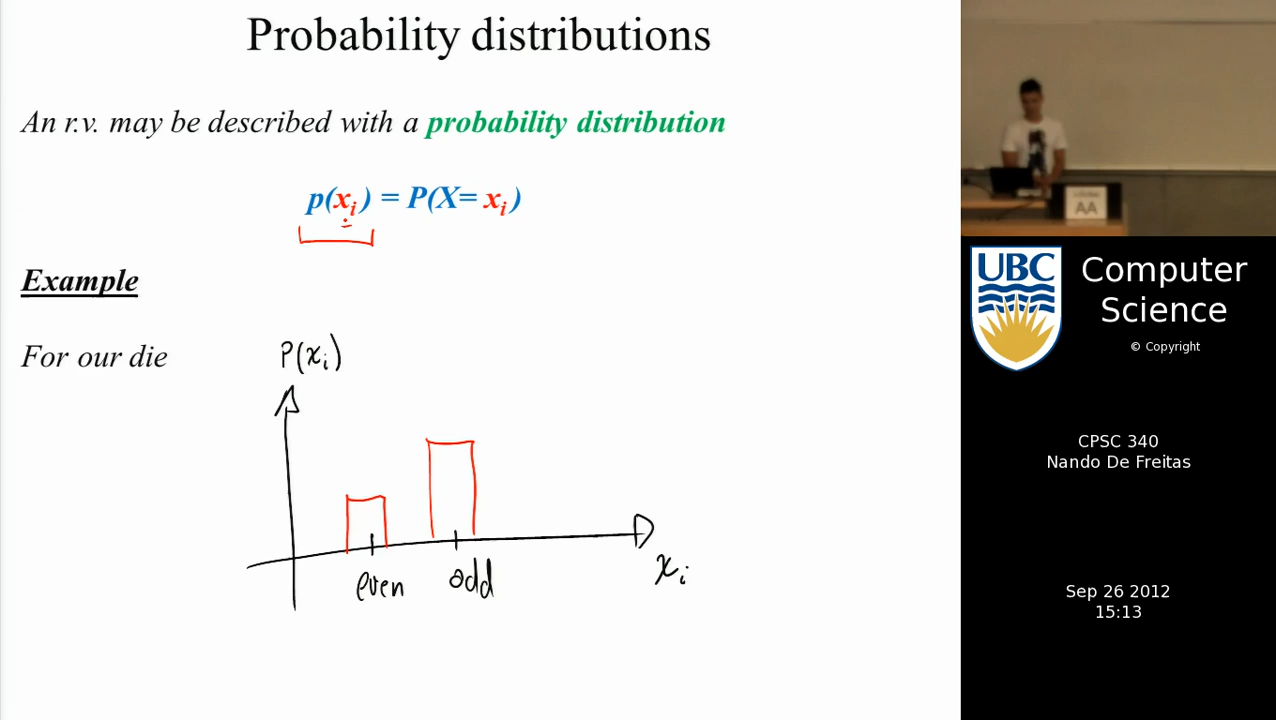 Probability distributions
An r.v. may be described with a probability distribution
p(xi) = P(X= xi)
Example
For our die
P(xi)
even
odd
xi
AA
UBC
Computer
Science
© Copyright
CPSC 340
Nando De Freitas
Sep 26 2012
15:13